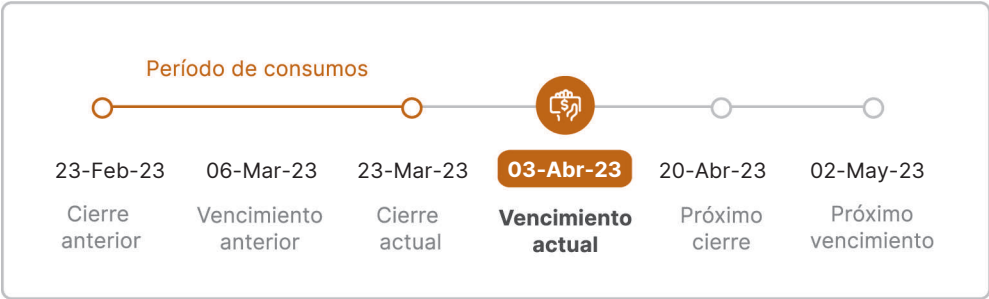 Período de consumos
$
23-Feb-23 06-Mar-23 23-Mar-23 03-Abr-23 20-Abr-23 02-May-23
Cierre anterior
Vencimiento anterior
Cierre actual
Vencimiento actual
Próximo cierre
Próximo vencimiento